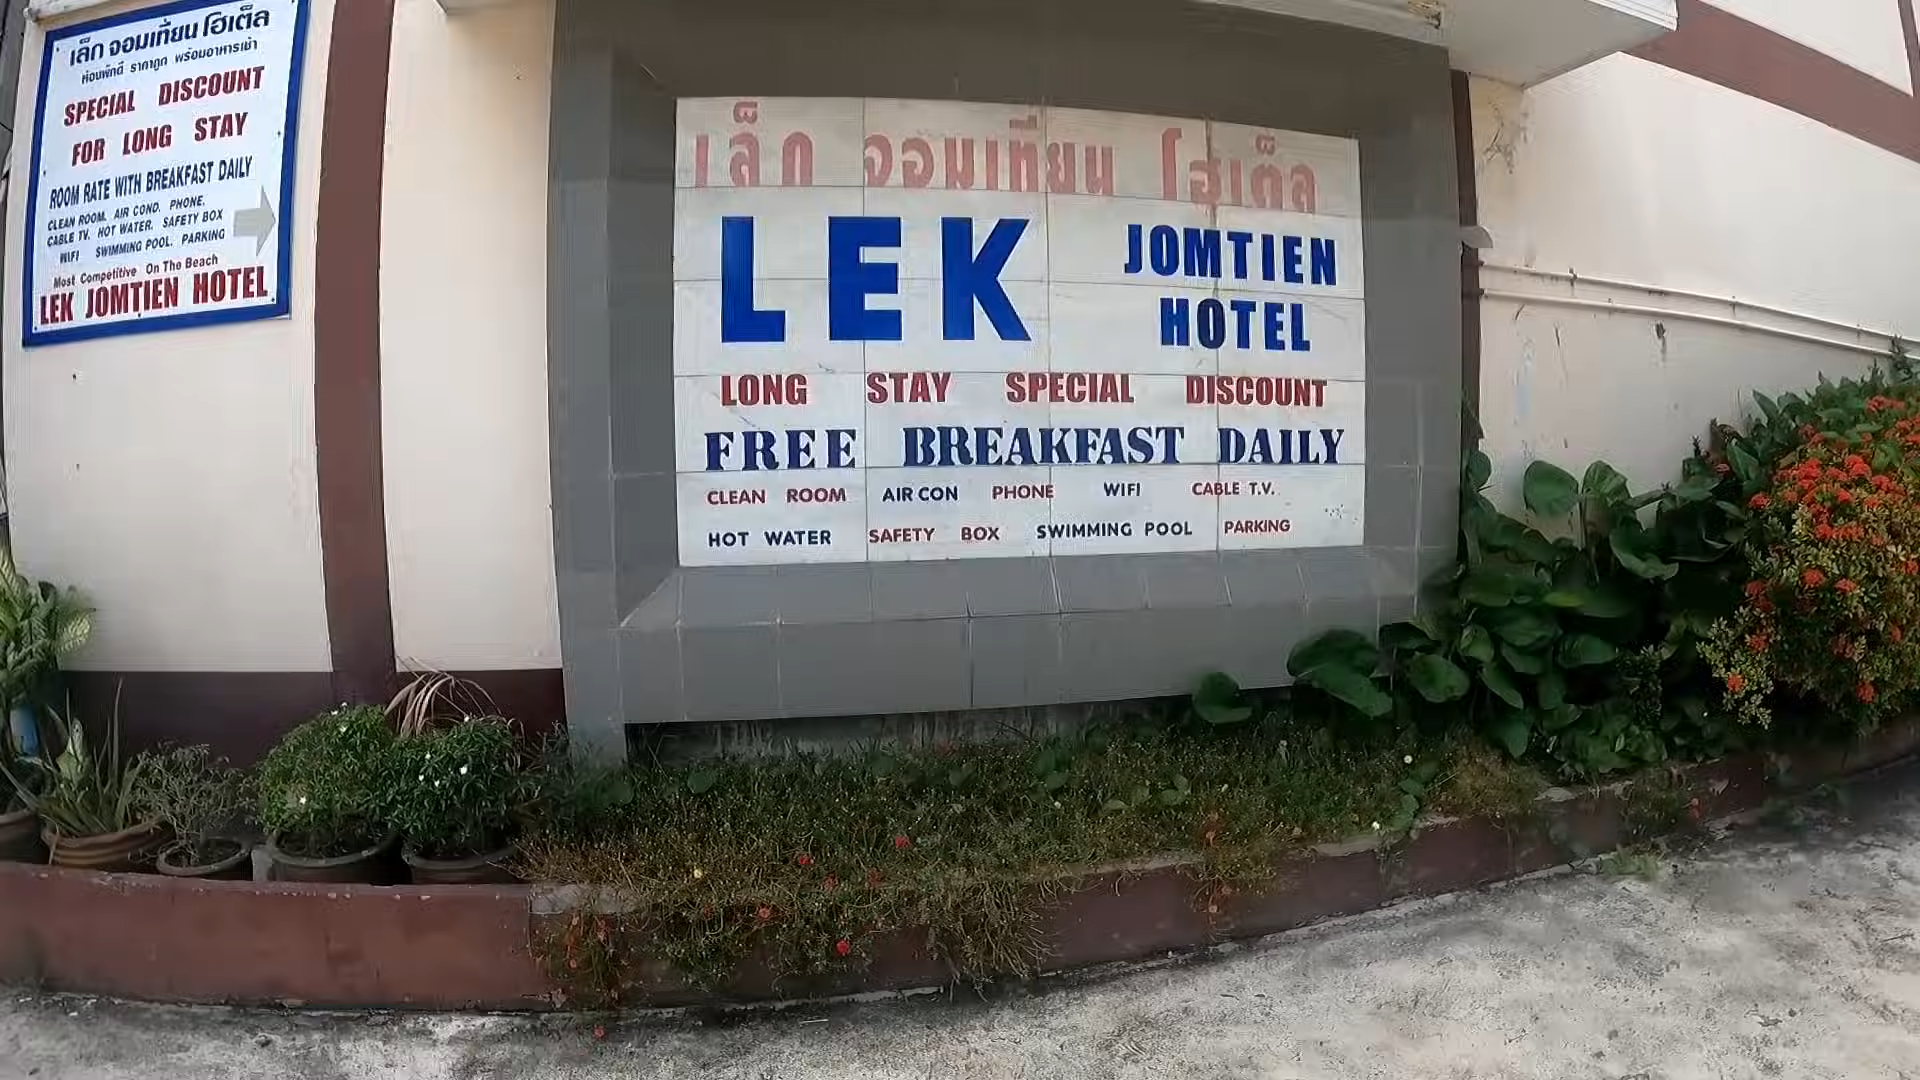 เล็ก จอมเทียน โฮเต็ล
ห้องพักดี ราคาถูก พร้อมอาหารเช้า
SPECIAL DISCOUNT
FOR LONG STAY
ROOM RATE WITH BREAKFAST DAILY
CLEAN ROOM. AIR COND. PHONE.
CABLE TV. HOT WATER. SAFETY BOX
WIFI SWIMMING POOL. PARKING
Most Competitive On The Beach
LEK JOMTIEN HOTEL
เล็ก จอมเทียน โฮเต็ล
LEK JOMTIEN HOTEL
LONG STAY SPECIAL DISCOUNT
FREE BREAKFAST DAILY
CLEAN ROOM AIR CON PHONE WIFI CABLE T.V.
HOT WATER SAFETY BOX SWIMMING POOL PARKING